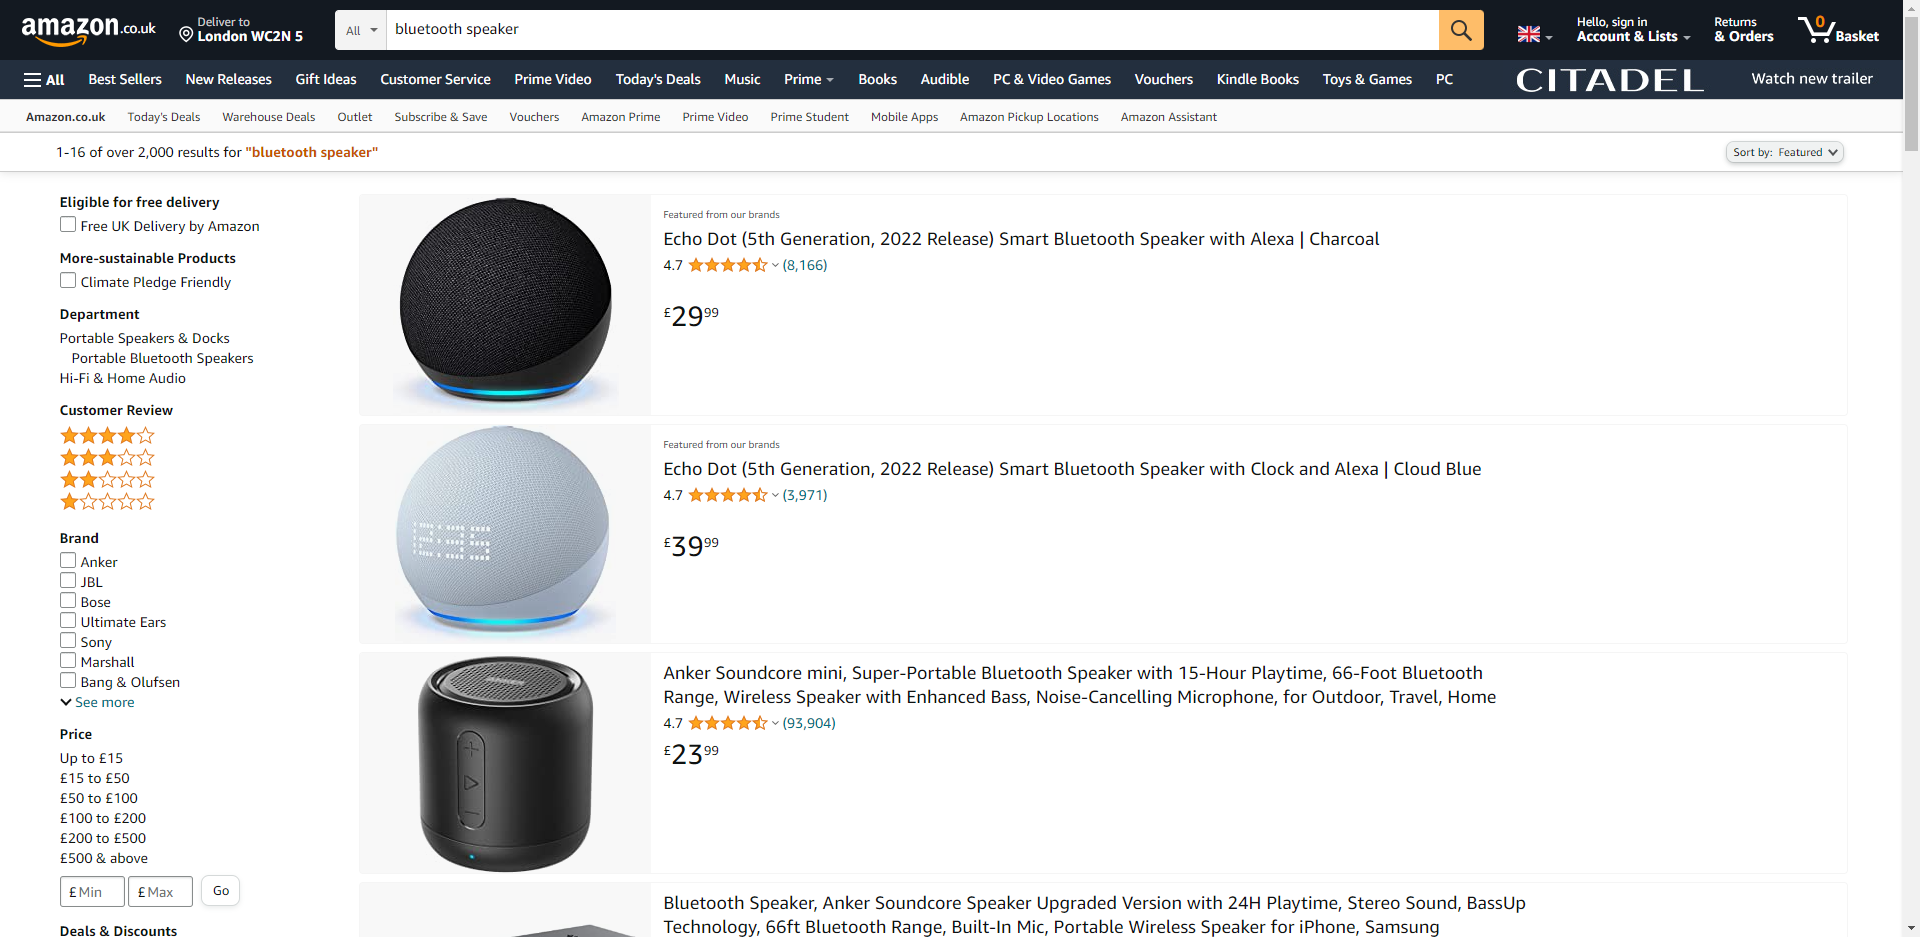 amazon.co.uk
Deliver to
London WC2N 5
All
bluetooth speaker
Hello, sign in
Account & Lists
Returns
& Orders
0
Basket
All
Best Sellers
New Releases
Gift Ideas
Customer Service
Prime Video
Today's Deals
Music
Prime
Books
Audible
PC & Video Games
Vouchers
Kindle Books
Toys & Games
PC
CITADEL
Watch new trailer
Amazon.co.uk
Today's Deals
Warehouse Deals
Outlet
Subscribe & Save
Vouchers
Amazon Prime
Prime Video
Prime Student
Mobile Apps
Amazon Pickup Locations
Amazon Assistant
1-16 of over 2,000 results for "bluetooth speaker"
Sort by: Featured
Eligible for free delivery
Free UK Delivery by Amazon
More-sustainable Products
Climate Pledge Friendly
Department
Portable Speakers & Docks
Portable Bluetooth Speakers
Hi-Fi & Home Audio
Customer Review
Brand
Anker
JBL
Bose
Ultimate Ears
Sony
Marshall
Bang & Olufsen
See more
Price
Up to £15
£15 to £50
£50 to £100
£100 to £200
£200 to £500
£500 & above
£ Min
£ Max
Go
Deals & Discounts
Featured from our brands
Echo Dot (5th Generation, 2022 Release) Smart Bluetooth Speaker with Alexa | Charcoal
4.7
(8,166)
£29 99
Featured from our brands
Echo Dot (5th Generation, 2022 Release) Smart Bluetooth Speaker with Clock and Alexa | Cloud Blue
4.7
(3,971)
£39 99
Anker Soundcore mini, Super-Portable Bluetooth Speaker with 15-Hour Playtime, 66-Foot Bluetooth
Range, Wireless Speaker with Enhanced Bass, Noise-Cancelling Microphone, for Outdoor, Travel, Home
4.7
(93,904)
£23 99
Bluetooth Speaker, Anker Soundcore Speaker Upgraded Version with 24H Playtime, Stereo Sound, BassUp
Technology, 66ft Bluetooth Range, Built-In Mic, Portable Wireless Speaker for iPhone, Samsung